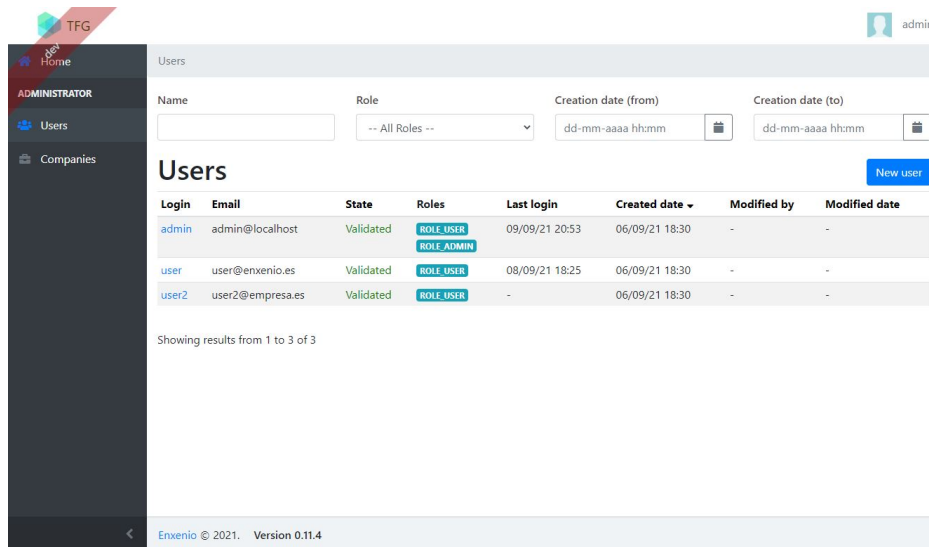 TFG
admin
dev
Home
Users
ADMINISTRATOR
Name
Role
Creation date (from)
Creation date (to)
Users
-- All Roles --
dd-mm-aaaa hh:mm
dd-mm-aaaa hh:mm
Companies
Users
New user
Login Email State Roles Last login Created date Modified by Modified date
admin admin@localhost Validated ROLE_USER 09/09/21 20:53 06/09/21 18:30 - -
ROLE_ADMIN
user user@enxenio.es Validated ROLE_USER 08/09/21 18:25 06/09/21 18:30 - -
user2 user2@empresa.es Validated ROLE_USER - 06/09/21 18:30 - -
Showing results from 1 to 3 of 3
Enxenio © 2021. Version 0.11.4